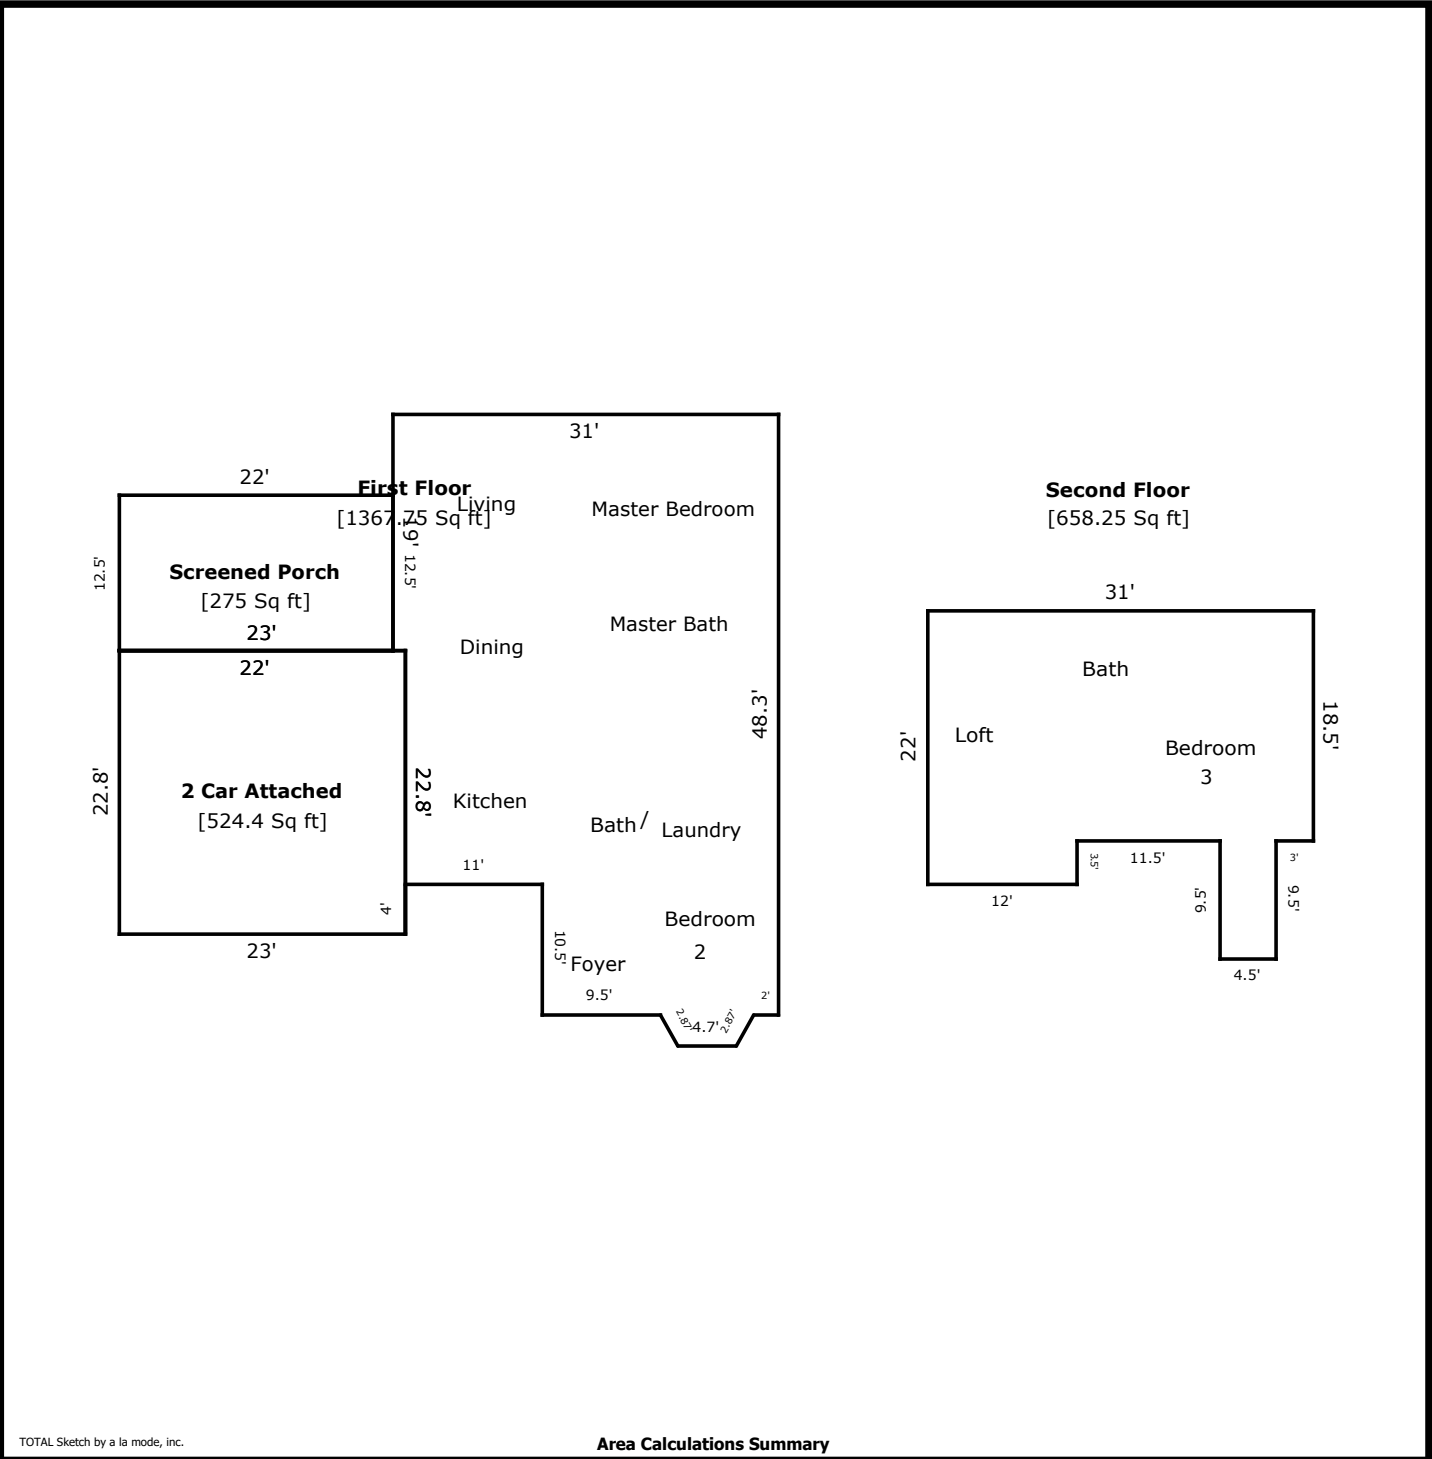 31'
22'
First Floor
[1367.75 Sq ft]
Living
Master Bedroom
19'
12.5'
12.5'
Screened Porch
[275 Sq ft]
23'
22'
Master Bath
Dining
48.3'
22.8'
2 Car Attached
[524.4 Sq ft]
22.8'
Kitchen
Bath /
Laundry
11'
4'
23'
Bedroom
2
10.5'
Foyer
9.5'
2'
2.87'
4.7'
2.87'
Second Floor
[658.25 Sq ft]
31'
Bath
Loft
22'
18.5'
Bedroom
3
3.5'
11.5'
3'
12'
9.5'
9.5'
4.5'
TOTAL Sketch by a la mode, inc.
Area Calculations Summary